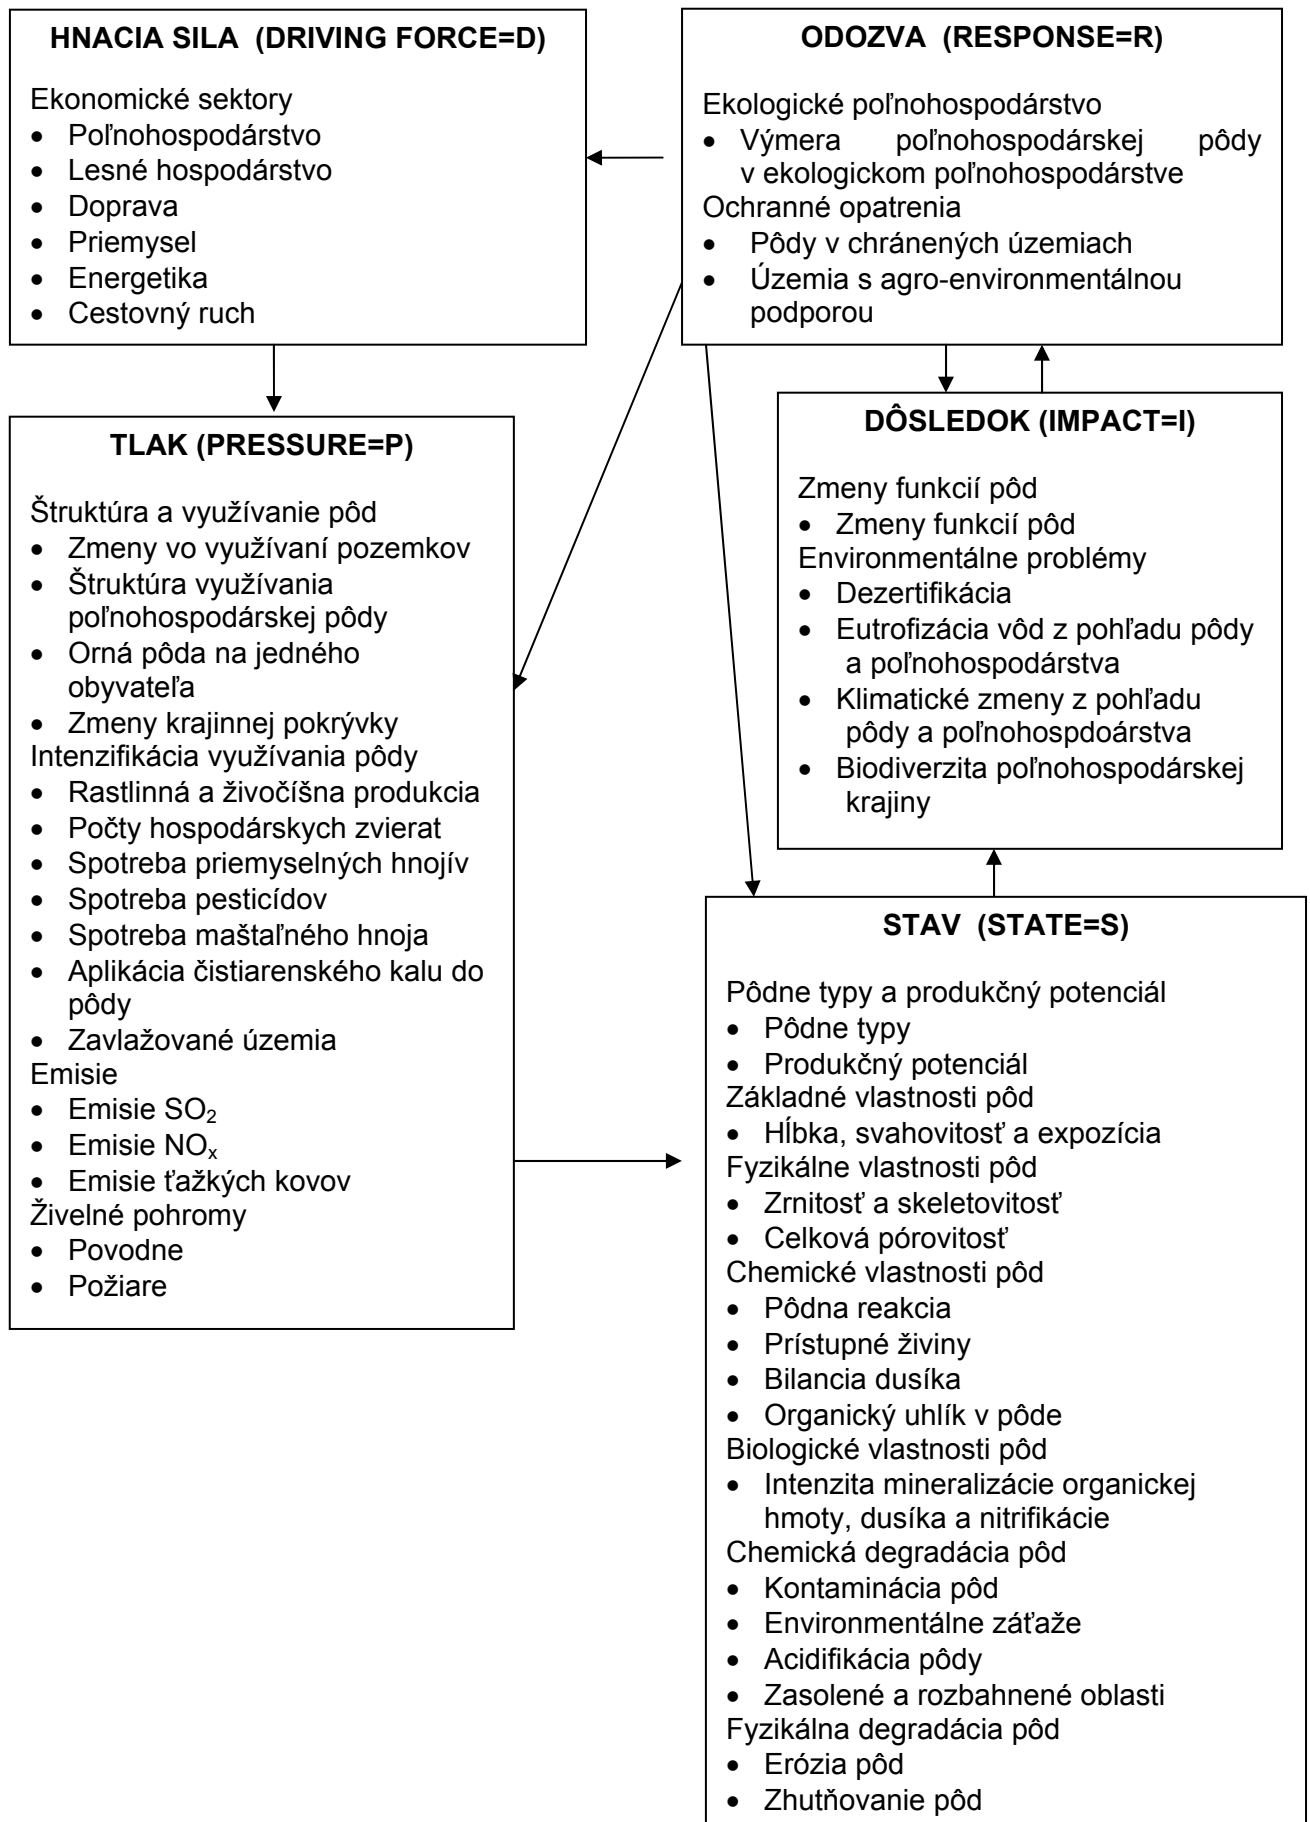 HNACIA SILA (DRIVING FORCE=D)
Ekonomické sektory
• Poľnohospodárstvo
• Lesné hospodárstvo
• Doprava
• Priemysel
• Energetika
• Cestovný ruch
ODOZVA (RESPONSE=R)
Ekologické poľnohospodárstvo
• Výmera poľnohospodárskej pôdy
v ekologickom poľnohospodárstve
Ochranné opatrenia
• Pôdy v chránených územiach
• Územia s agro-environmentálnou
podporou
TLAK (PRESSURE=P)
Štruktúra a využívanie pôd
• Zmeny vo využívaní pozemkov
• Štruktúra využívania
poľnohospodárskej pôdy
• Orná pôda na jedného
obyvateľa
• Zmeny krajinnej pokrývky
Intenzifikácia využívania pôdy
• Rastlinná a živočíšna produkcia
• Počty hospodárskych zvierat
• Spotreba priemyselných hnojív
• Spotreba pesticídov
• Spotreba maštaľného hnoja
• Aplikácia čistiarenského kalu do
pôdy
• Zavlažované územia
Emisie
• Emisie SO₂
• Emisie NOₓ
• Emisie ťažkých kovov
Živelné pohromy
• Povodne
• Požiare
DÔSLEDOK (IMPACT=I)
Zmeny funkcií pôd
• Zmeny funkcií pôd
Environmentálne problémy
• Dezertifikácia
• Eutrofizácia vôd z pohľadu pôdy
a poľnohospodárstva
• Klimatické zmeny z pohľadu
pôdy a poľnohospdoárstva
• Biodiverzita poľnohospodárskej
krajiny
STAV (STATE=S)
Pôdne typy a produkčný potenciál
• Pôdne typy
• Produkčný potenciál
Základné vlastnosti pôd
• Hĺbka, svahovitosť a expozícia
Fyzikálne vlastnosti pôd
• Zrnitosť a skeletovitosť
• Celková pórovitosť
Chemické vlastnosti pôd
• Pôdna reakcia
• Prístupné živiny
• Bilancia dusíka
• Organický uhlík v pôde
Biologické vlastnosti pôd
• Intenzita mineralizácie organickej
hmoty, dusíka a nitrifikácie
Chemická degradácia pôd
• Kontaminácia pôd
• Environmentálne záťaže
• Acidifikácia pôdy
• Zasolené a rozbahnené oblasti
Fyzikálna degradácia pôd
• Erózia pôd
• Zhutňovanie pôd